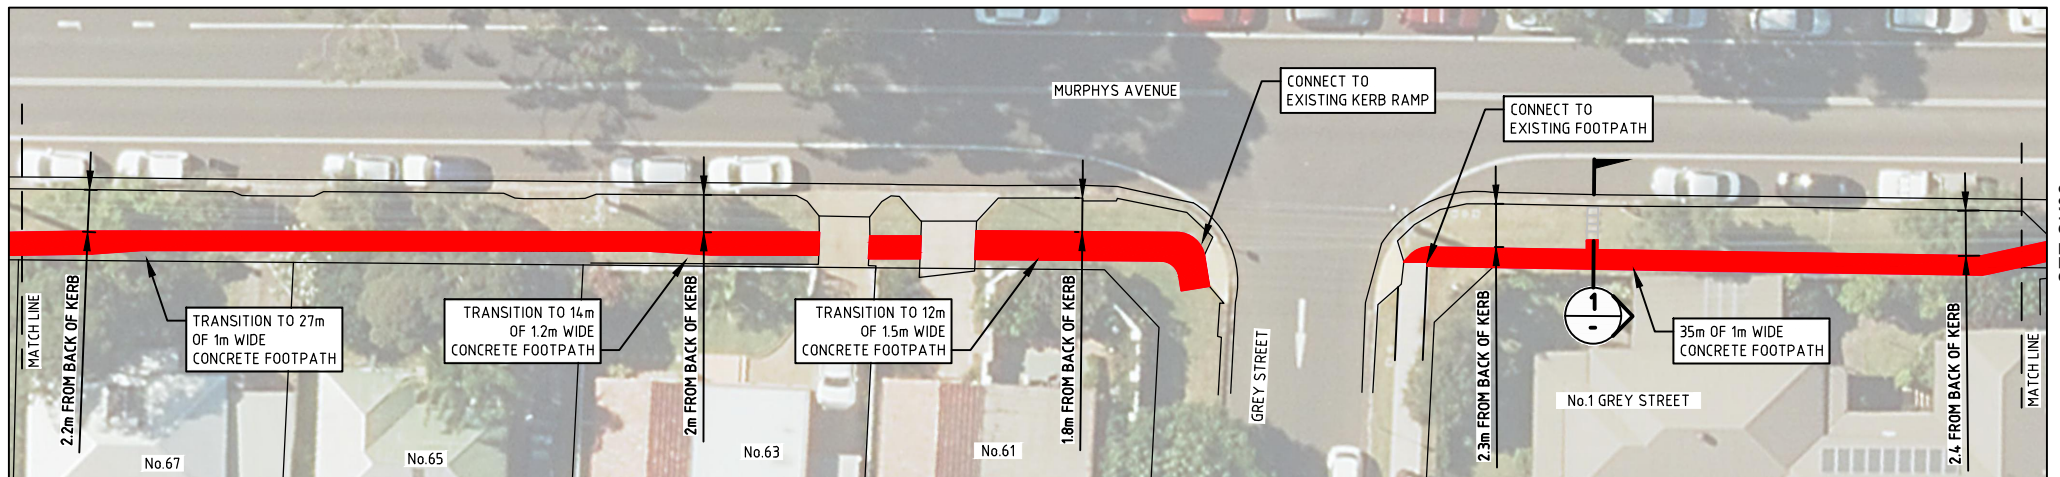 MURPHYS AVENUE
CONNECT TO
EXISTING KERB RAMP
CONNECT TO
EXISTING FOOTPATH
MATCH LINE
2.2m FROM BACK OF KERB
TRANSITION TO 27m
OF 1m WIDE
CONCRETE FOOTPATH
TRANSITION TO 14m
OF 1.2m WIDE
CONCRETE FOOTPATH
2m FROM BACK OF KERB
TRANSITION TO 12m
OF 1.5m WIDE
CONCRETE FOOTPATH
1.8m FROM BACK OF KERB
GREY STREET
2.3m FROM BACK OF KERB
1
-
35m OF 1m WIDE
CONCRETE FOOTPATH
2.4 FROM BACK OF KERB
MATCH LINE
No.1 GREY STREET
No.67
No.65
No.63
No.61